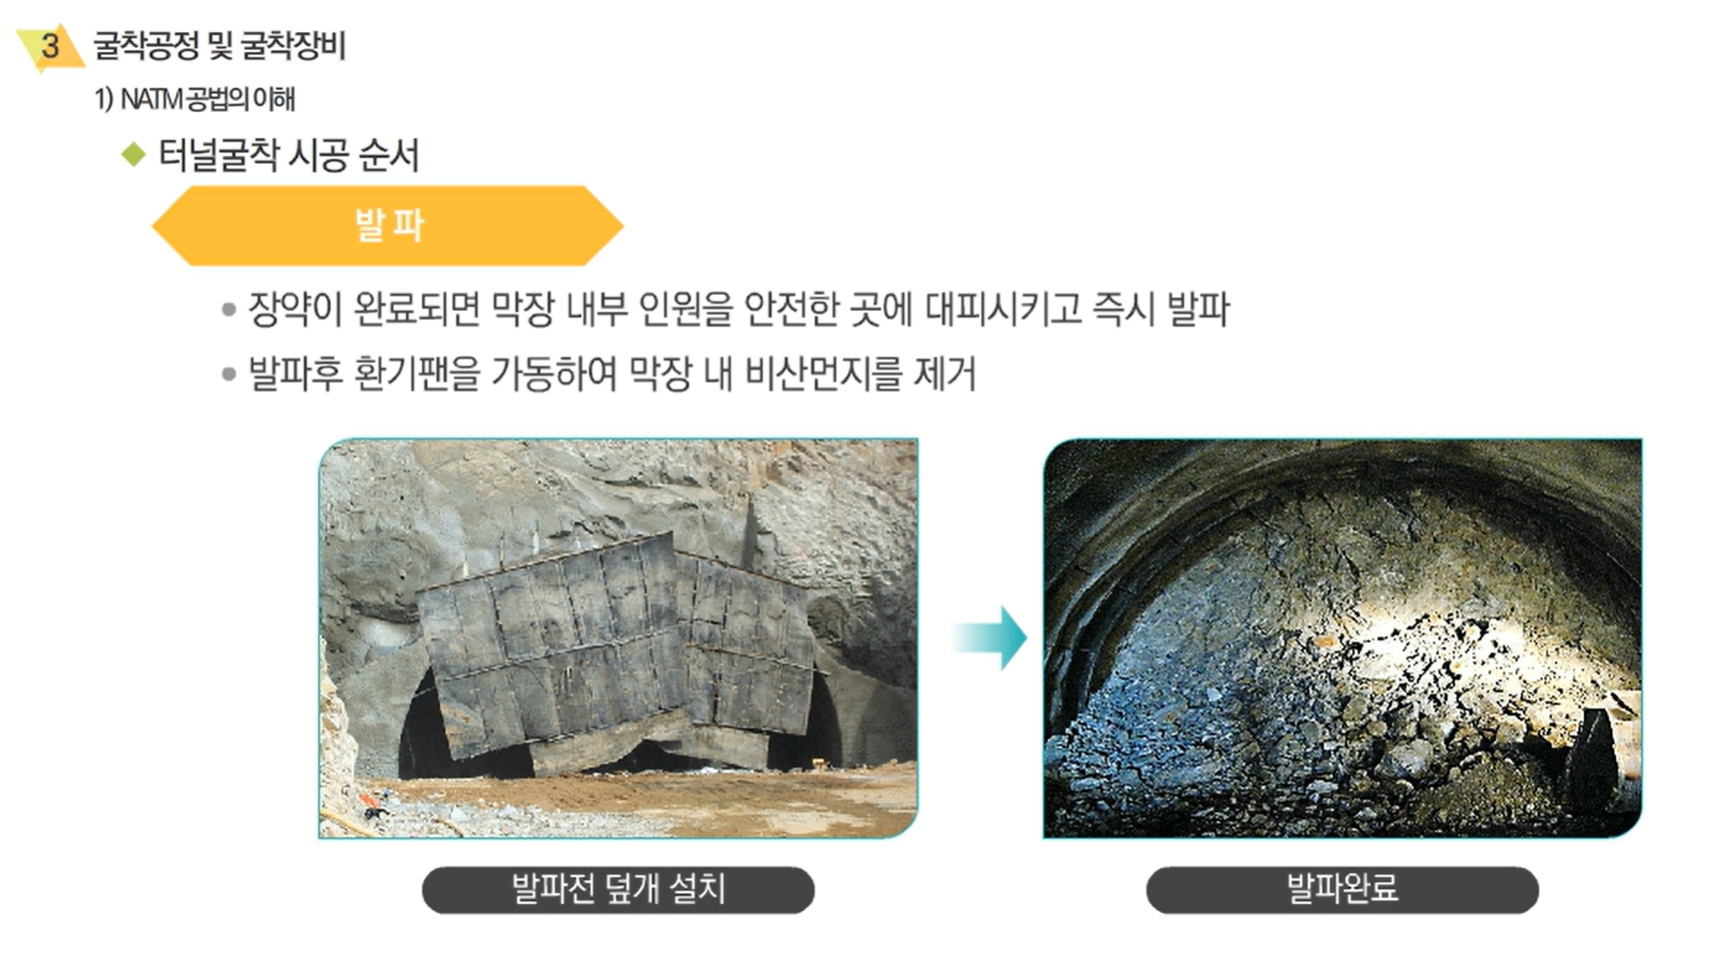 3 굴착공정 및 굴착장비
1) NATM 공법의 이해
터널굴착 시공 순서
발 파
장약이 완료되면 막장 내부 인원을 안전한 곳에 대피시키고 즉시 발파
발파후 환기팬을 가동하여 막장 내 비산먼지를 제거
발파전 덮개 설치
발파완료